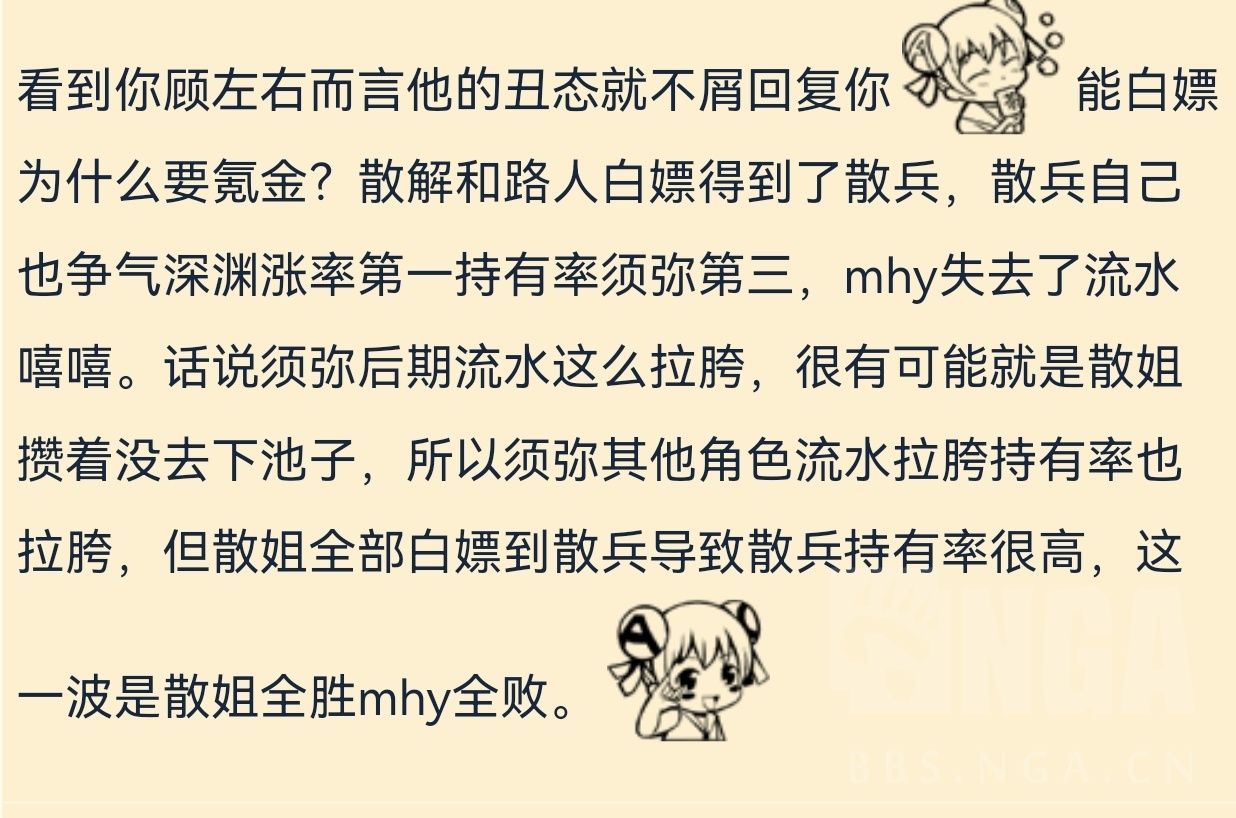 看到你顾左右而言他的丑态就不屑回复你 能白嫖
为什么要氪金？散解和路人白嫖得到了散兵，散兵自己
也争气深渊涨率第一持有率须弥第三，mhy失去了流水
嘻嘻。话说须弥后期流水这么拉胯，很有可能就是散姐
攒着没去下池子，所以须弥其他角色流水拉胯持有率也
拉胯，但散姐全部白嫖到散兵导致散兵持有率很高，这
一波是散姐全胜mhy全败。
A
NGA
BBS.NGA.CN